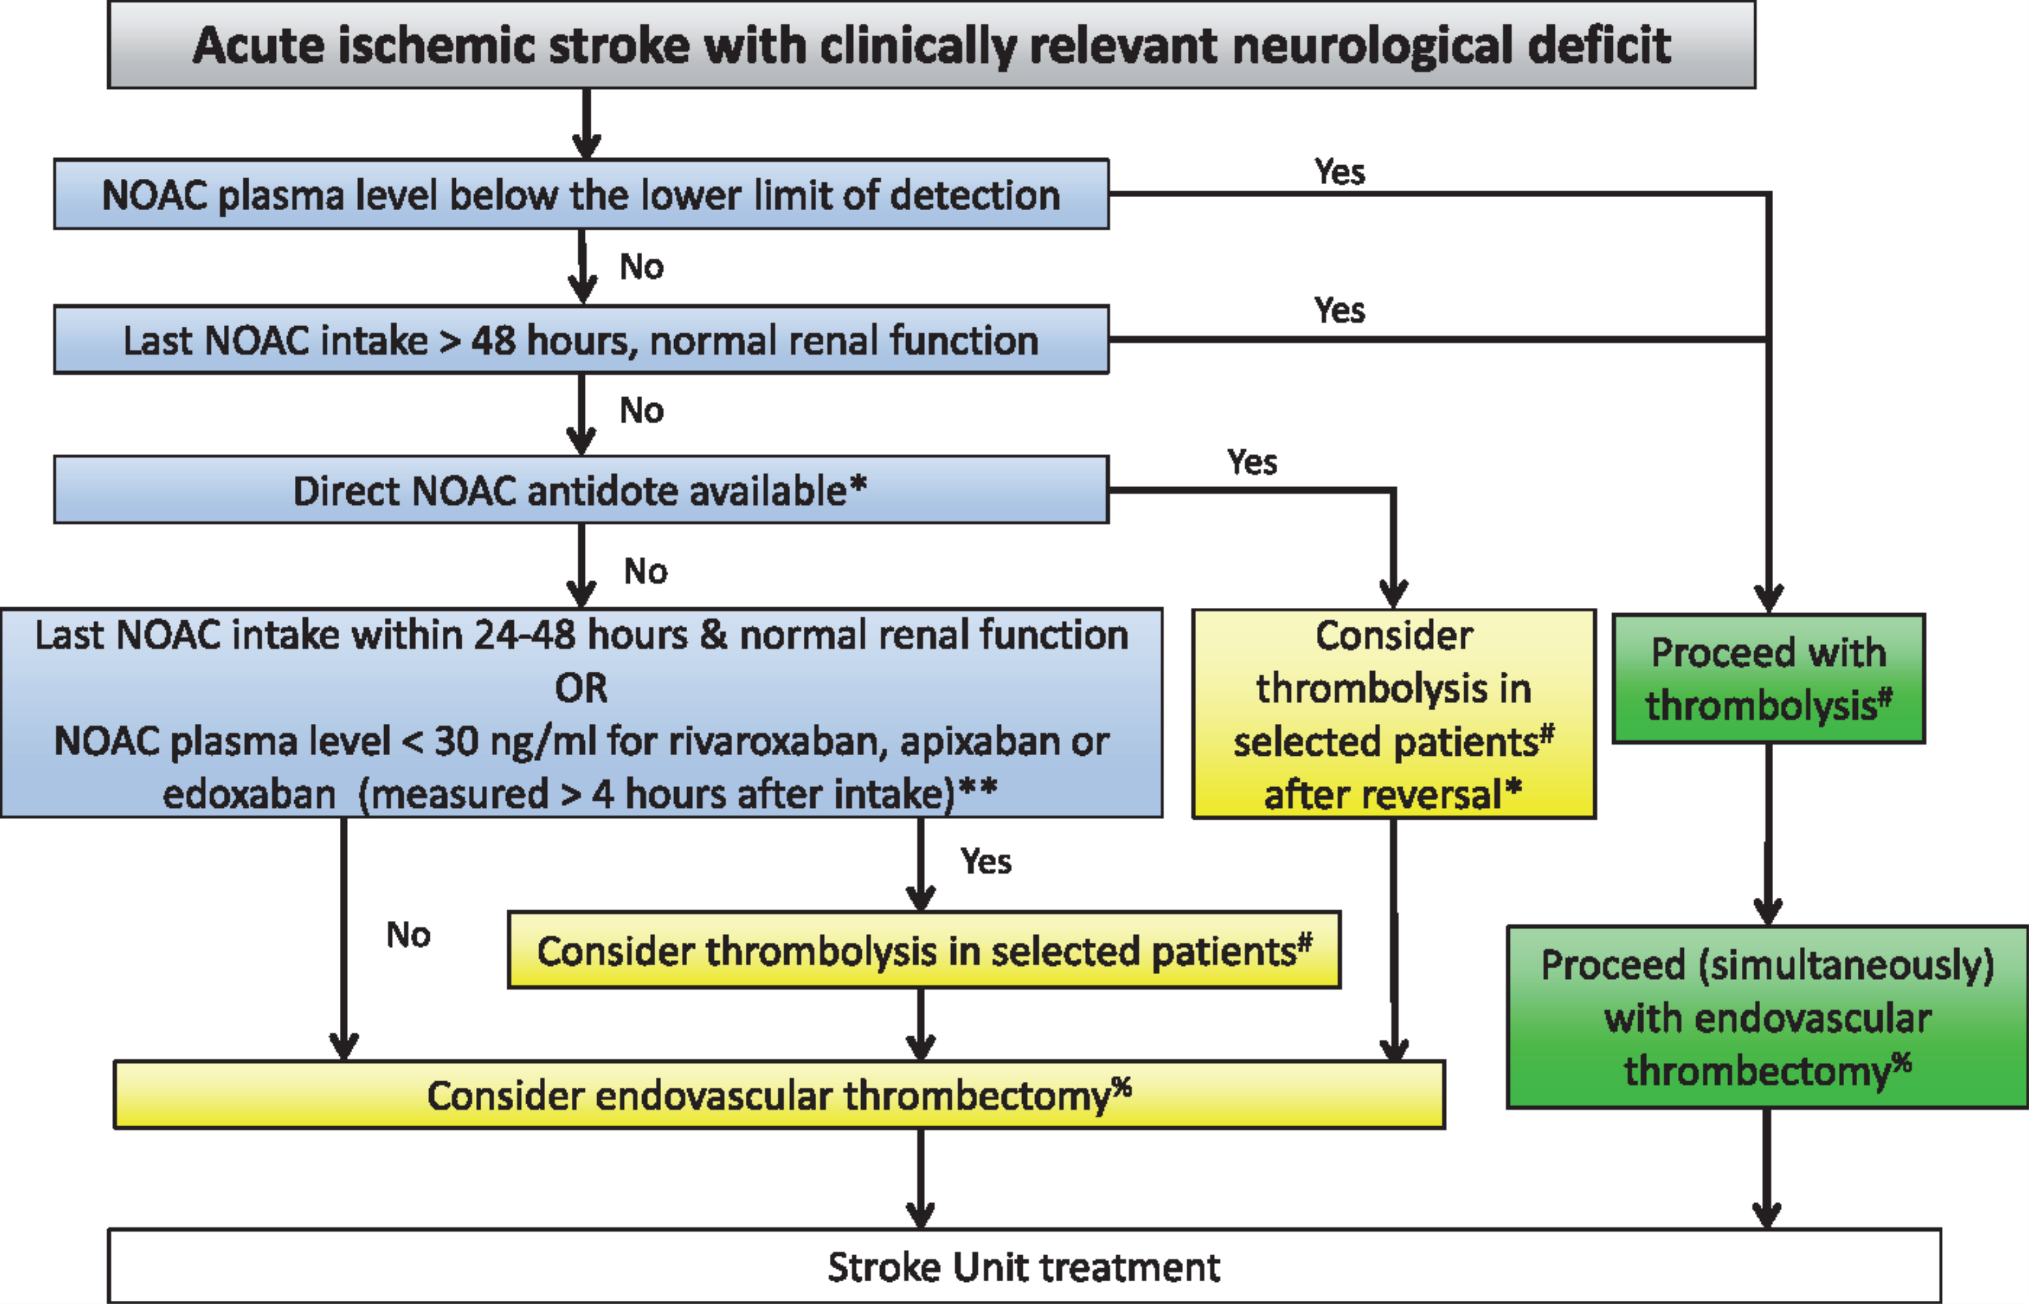 Acute ischemic stroke with clinically relevant neurological deficit
NOAC plasma level below the lower limit of detection
Yes
No
Last NOAC intake > 48 hours, normal renal function
Yes
No
Direct NOAC antidote available*
Yes
No
Last NOAC intake within 24-48 hours & normal renal function
OR
NOAC plasma level < 30 ng/ml for rivaroxaban, apixaban or
edoxaban (measured > 4 hours after intake)**
Consider
thrombolysis in
selected patients#
after reversal*
Proceed with
thrombolysis#
Yes
No
Consider thrombolysis in selected patients#
Proceed (simultaneously)
with endovascular
thrombectomy%
Consider endovascular thrombectomy%
Stroke Unit treatment